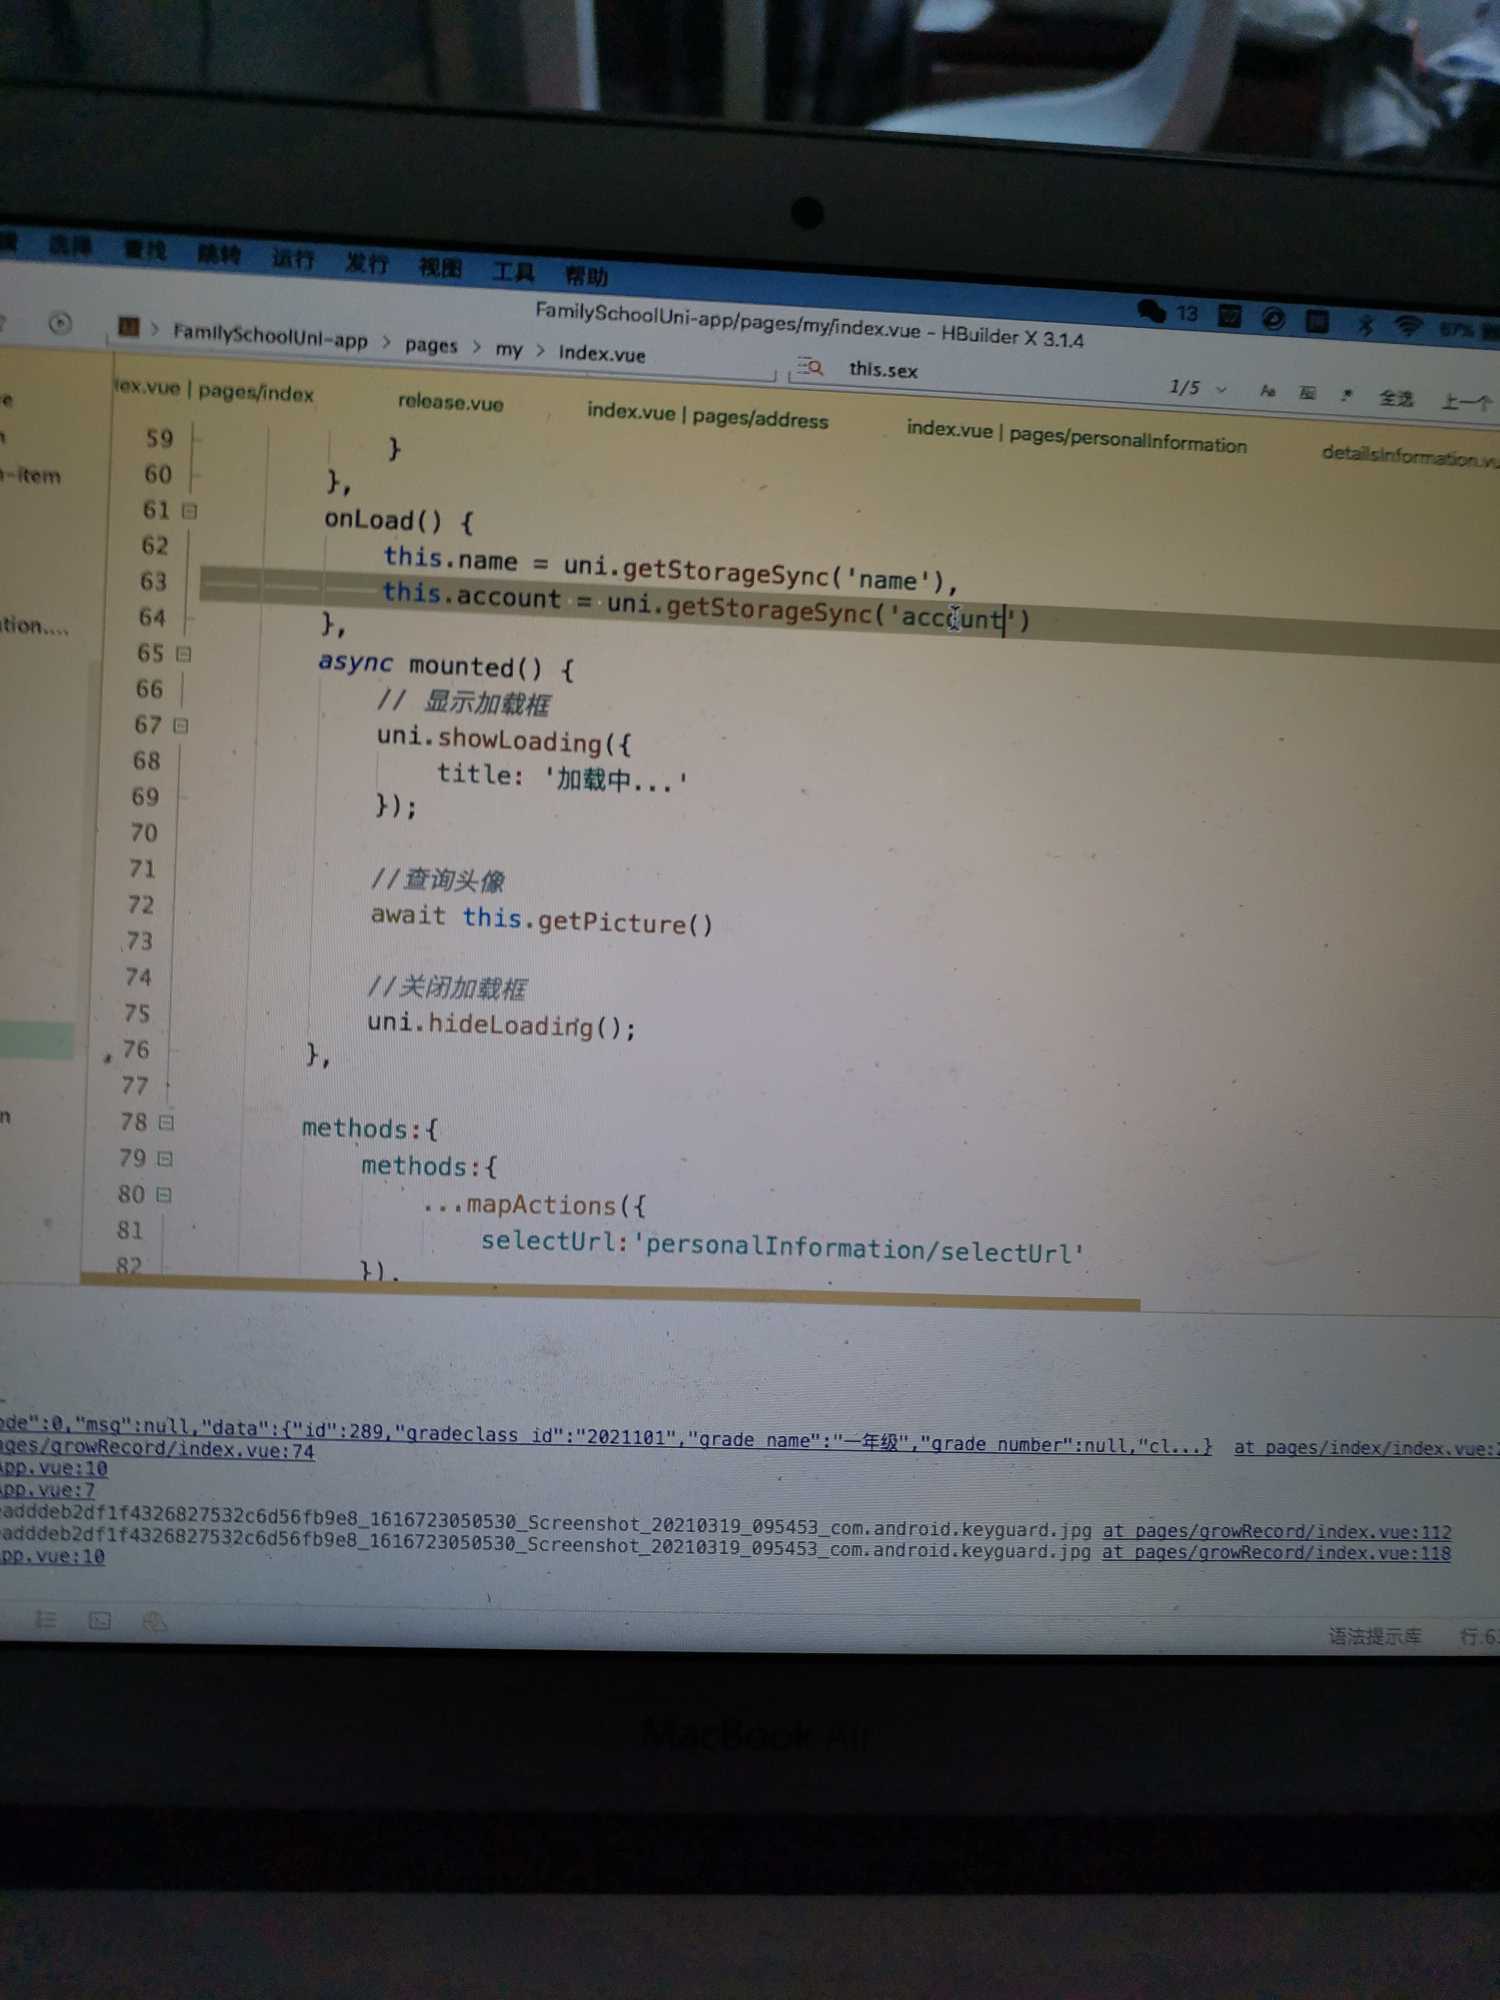 选择 查找 跳转 运行 发行 视图 工具 帮助
13
67%
FamilySchoolUni-app/pages/my/index.vue - HBuilder X 3.1.4
FamilySchoolUni-app > pages > my > index.vue
this.sex
1/5
全选
上一个
ex.vue | pages/index
release.vue
index.vue | pages/address
index.vue | pages/personalInformation
detailsInformation.vu
-item
tion....
59 }
60 },
61 onLoad() {
62 this.name = uni.getStorageSync('name'),
63 this.account = uni.getStorageSync('account')
64 },
65 async mounted() {
66 // 显示加载框
67 uni.showLoading({
68 title: '加载中...'
69 });
70
71 //查询头像
72 await this.getPicture()
73
74 //关闭加载框
75 uni.hideLoading();
76 },
77
78 methods:{
79 methods:{
80 ...mapActions({
81 selectUrl:'personalInformation/selectUrl'
82 }).
ode":0,"msg":null,"data":{"id":289,"gradeclass_id":"2021101","grade_name":"一年级","grade_number":null,"cl...} at pages/index/index.vue:
ages/growRecord/index.vue:74
App.vue:10
App.vue:7
adddeb2df1f4326827532c6d56fb9e8_1616723050530_Screenshot_20210319_095453_com.android.keyguard.jpg at pages/growRecord/index.vue:112
adddeb2df1f4326827532c6d56fb9e8_1616723050530_Screenshot_20210319_095453_com.android.keyguard.jpg at pages/growRecord/index.vue:118
pp.vue:10
语法提示库
行:6
MacBook Air